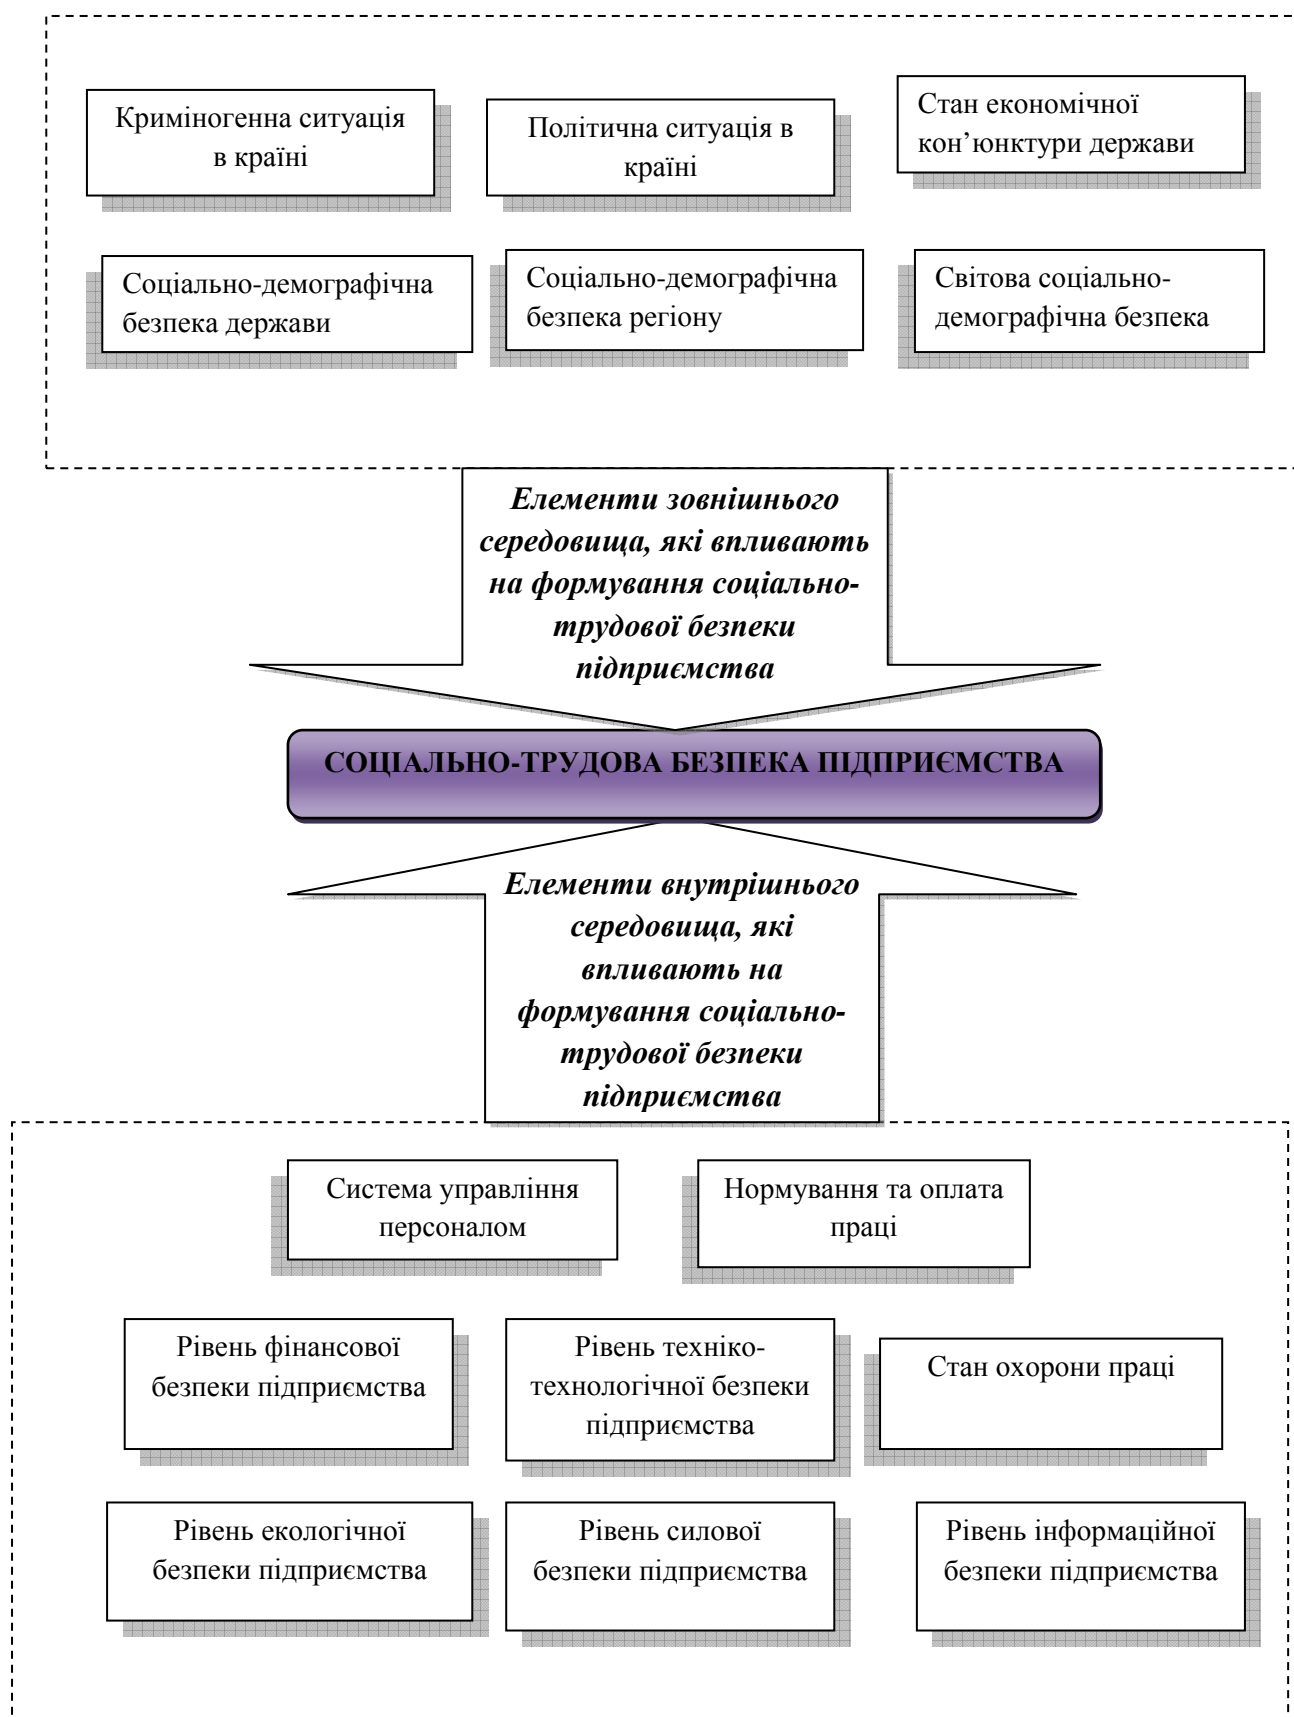 Криміногенна ситуація
в країні
Політична ситуація в
країні
Стан економічної
кон’юнктури держави
Соціально-демографічна
безпека держави
Соціально-демографічна
безпека регіону
Світова соціально-
демографічна безпека
Елементи зовнішнього
середовища, які впливають
на формування соціально-
трудової безпеки
підприємства
СОЦІАЛЬНО-ТРУДОВА БЕЗПЕКА ПІДПРИЄМСТВА
Елементи внутрішнього
середовища, які
впливають на
формування соціально-
трудової безпеки
підприємства
Система управління
персоналом
Нормування та оплата
праці
Рівень фінансової
безпеки підприємства
Рівень техніко-
технологічної безпеки
підприємства
Стан охорони праці
Рівень екологічної
безпеки підприємства
Рівень силової
безпеки підприємства
Рівень інформаційної
безпеки підприємства